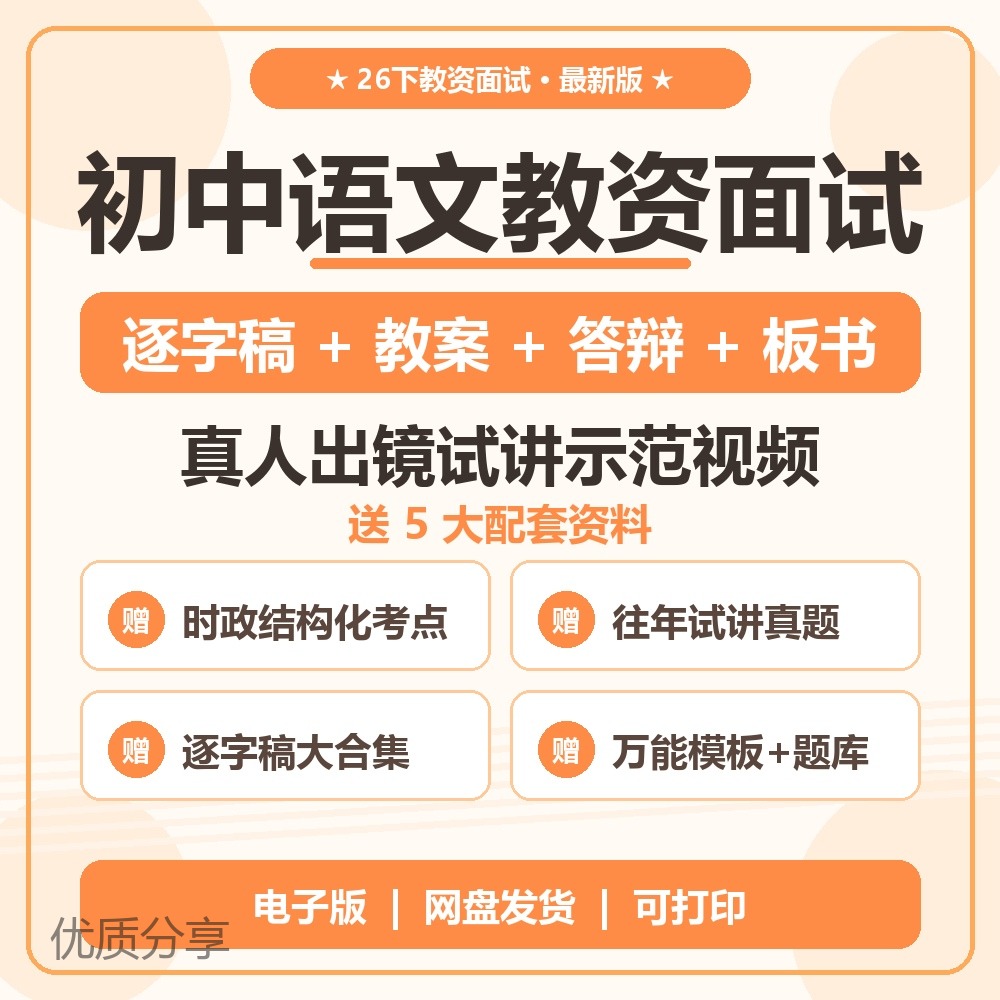 ★ 26下教资面试·最新版 ★
初中语文教资面试
逐字稿 + 教案 + 答辩 + 板书
真人出镜试讲示范视频
送 5 大配套资料
赠 时政结构化考点
赠 往年试讲真题
赠 逐字稿大合集
赠 万能模板+题库
电子版 | 网盘发货 | 可打印
优质分享